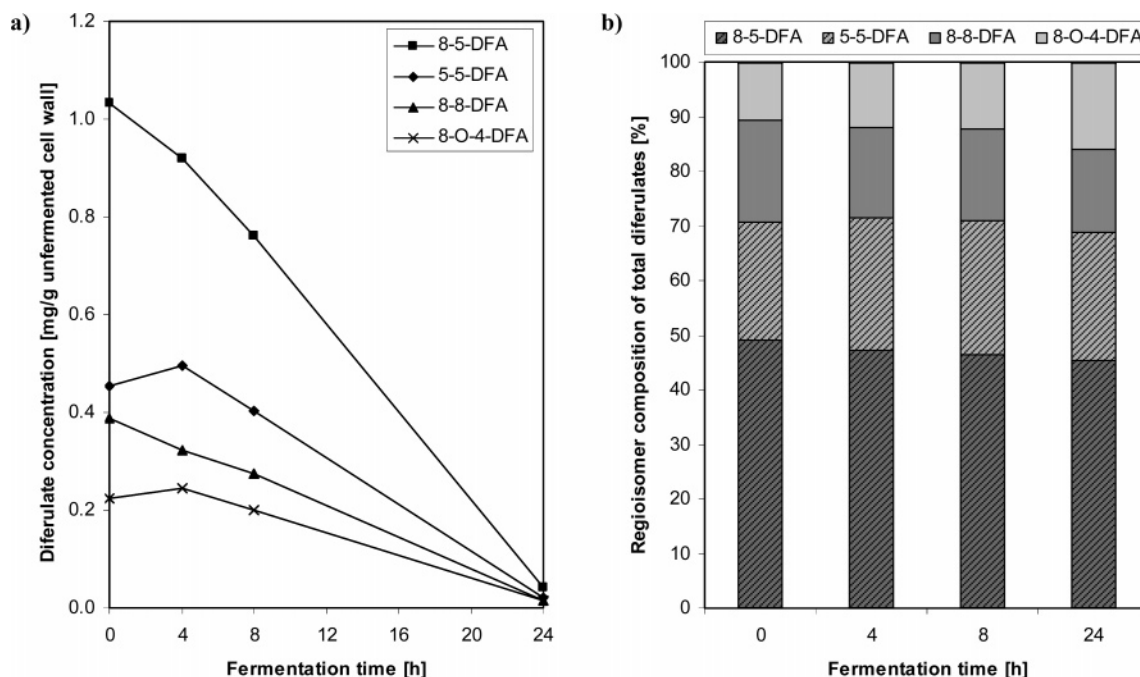 a)
Diferulate concentration [mg/g unfermented cell wall]
1.2
1.0
0.8
0.6
0.4
0.2
0.0
8-5-DFA
5-5-DFA
8-8-DFA
8-O-4-DFA
0 4 8 12 16 20 24
Fermentation time [h]
b)
8-5-DFA 5-5-DFA 8-8-DFA 8-O-4-DFA
Regioisomer composition of total diferulates [%]
100
90
80
70
60
50
40
30
20
10
0
0 4 8 24
Fermentation time [h]